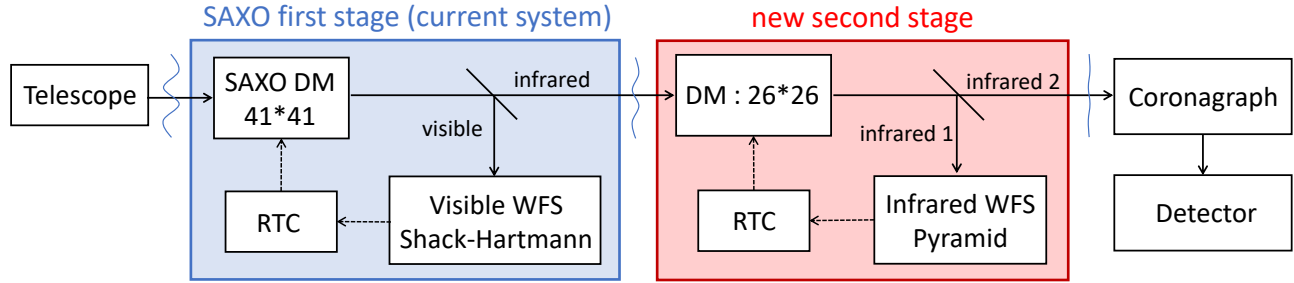 SAXO first stage (current system)
new second stage
Telescope
SAXO DM
41*41
infrared
visible
RTC
Visible WFS
Shack-Hartmann
DM : 26*26
infrared 2
infrared 1
RTC
Infrared WFS
Pyramid
Coronagraph
Detector